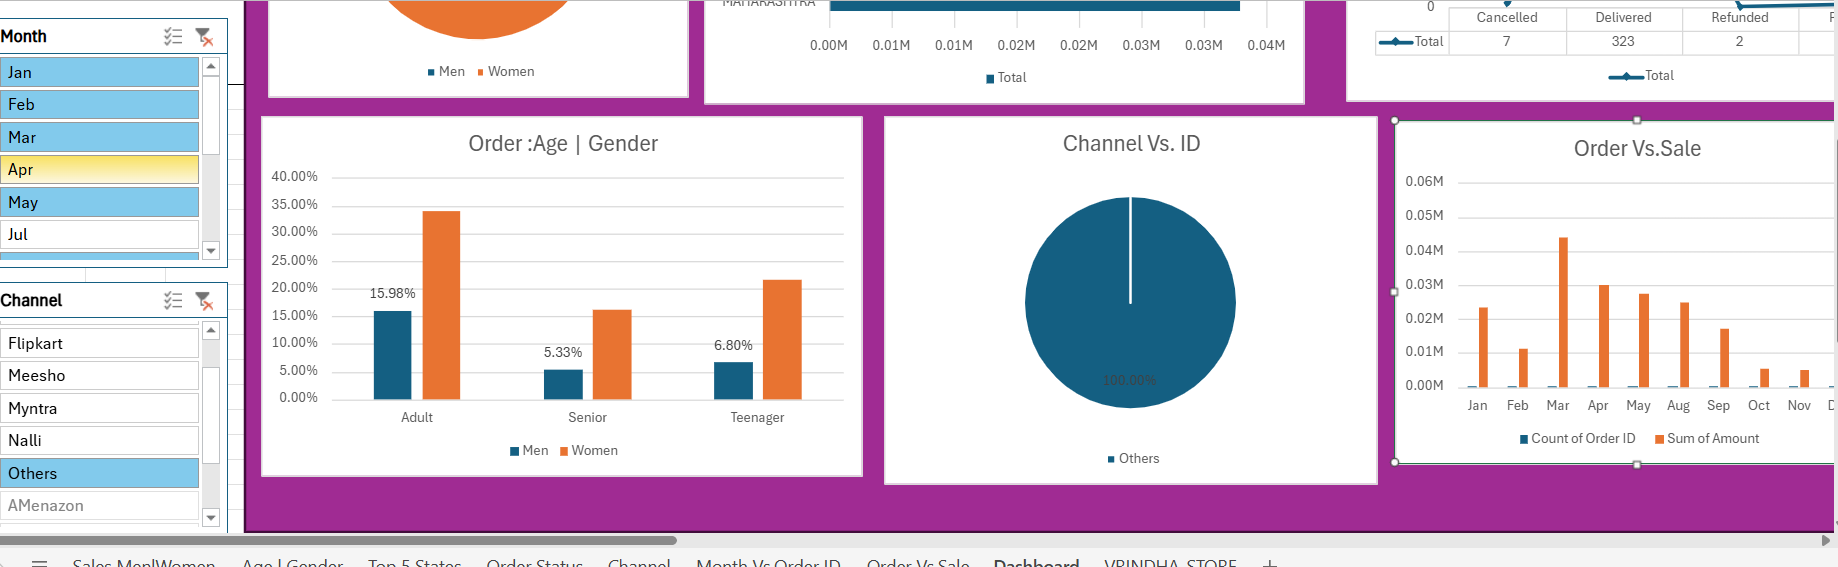 Month
Jan
Feb
Mar
Apr
May
Jul
Channel
Flipkart
Meesho
Myntra
Nalli
Others
AMenazon
Men Women
MAHARASHTRA
0.00M 0.01M 0.01M 0.02M 0.02M 0.03M 0.03M 0.04M
Total
0
Cancelled Delivered Refunded
Total 7 323 2
Total
Order :Age | Gender
40.00%
35.00%
30.00%
25.00%
20.00%
15.00%
10.00%
5.00%
0.00%
15.98%
5.33%
6.80%
Adult Senior Teenager
Men Women
Channel Vs. ID
100.00%
Others
Order Vs.Sale
0.06M
0.05M
0.04M
0.03M
0.02M
0.01M
0.00M
Jan Feb Mar Apr May Aug Sep Oct Nov D
Count of Order ID Sum of Amount
Sales Men|Women Age | Gender Top 5 States Order Status Channel Month Vs Order ID Order Vs Sale Dashboard VRINDHA STORE